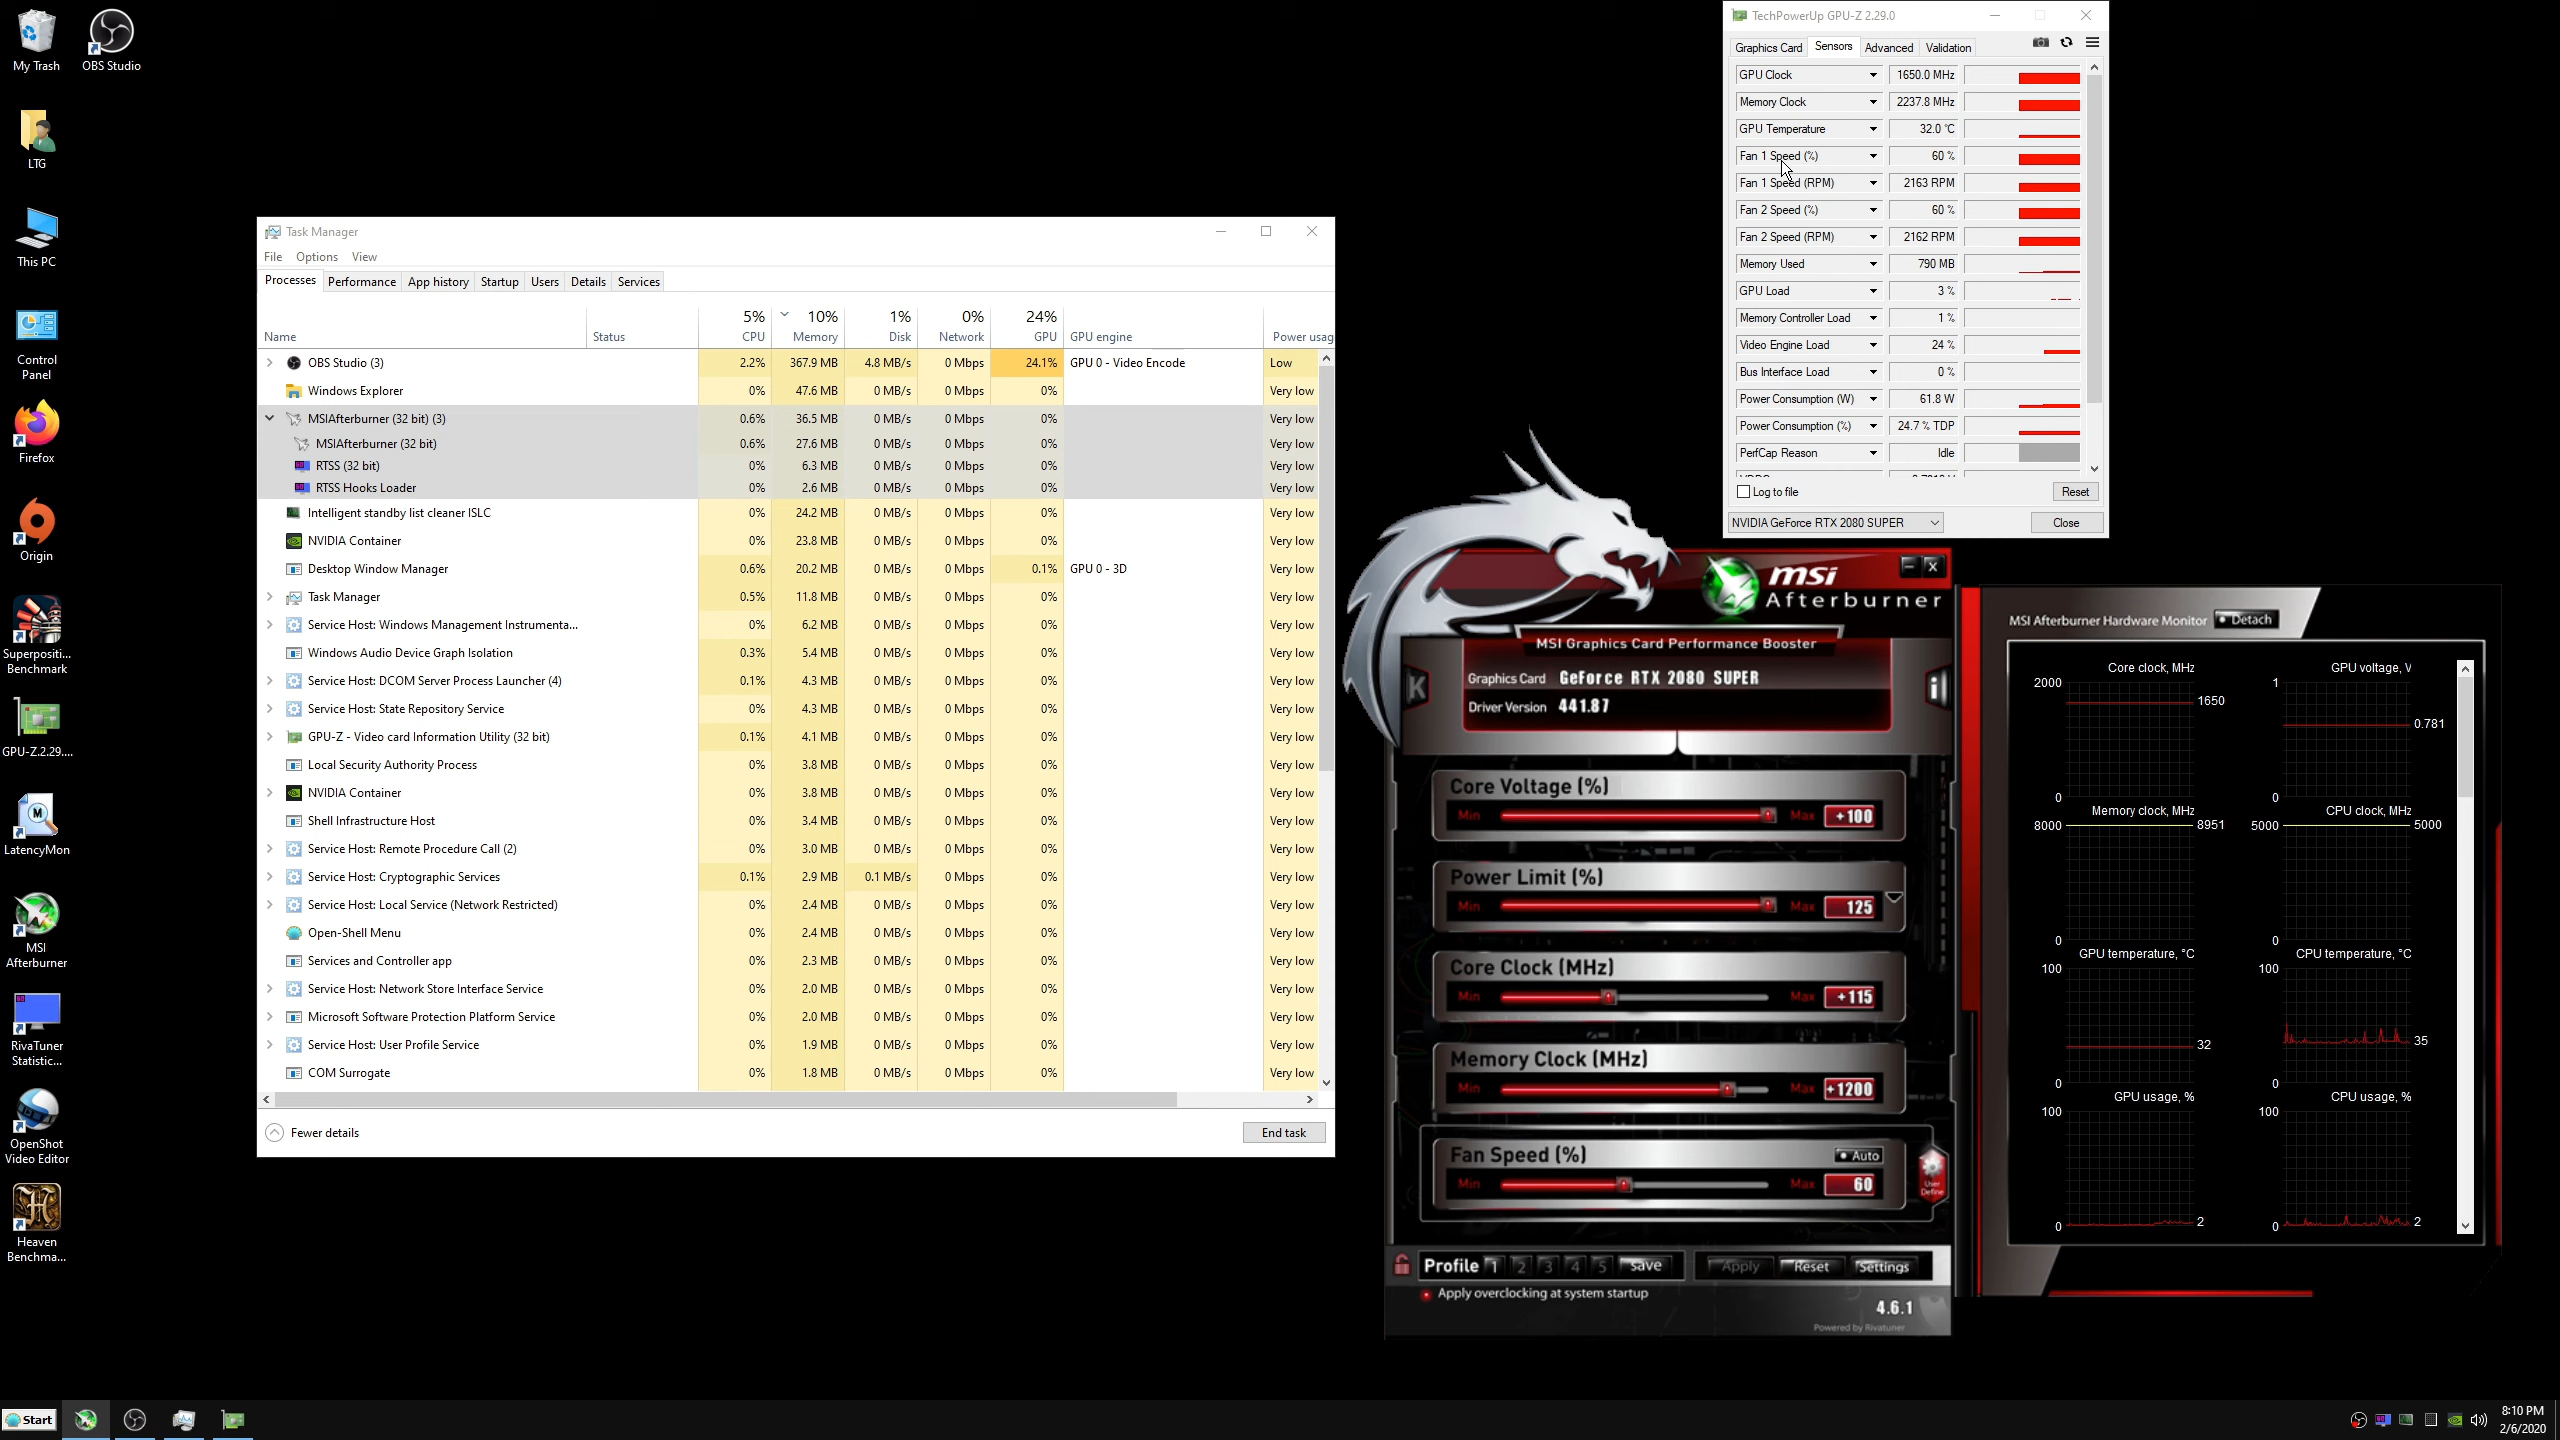 My Trash
OBS Studio
LTG
This PC
Control
Panel
Firefox
Origin
Superpositi...
Benchmark
GPU-Z.2.29....
LatencyMon
MSI
Afterburner
RivaTuner
Statistic...
OpenShot
Video Editor
Heaven
Benchma...
Task Manager
File Options View
Processes Performance App history Startup Users Details Services
5% 10% 1% 0% 24%
Name Status CPU Memory Disk Network GPU GPU engine Power usag
OBS Studio (3) 2.2% 367.9 MB 4.8 MB/s 0 Mbps 24.1% GPU 0 - Video Encode Low
Windows Explorer 0% 47.6 MB 0 MB/s 0 Mbps 0% Very low
MSIAfterburner (32 bit) (3) 0.6% 36.5 MB 0 MB/s 0 Mbps 0% Very low
MSIAfterburner (32 bit) 0.6% 27.6 MB 0 MB/s 0 Mbps 0% Very low
RTSS (32 bit) 0% 6.3 MB 0 MB/s 0 Mbps 0% Very low
RTSS Hooks Loader 0% 2.6 MB 0 MB/s 0 Mbps 0% Very low
Intelligent standby list cleaner ISLC 0% 24.2 MB 0 MB/s 0 Mbps 0% Very low
NVIDIA Container 0% 23.8 MB 0 MB/s 0 Mbps 0% Very low
Desktop Window Manager 0.6% 20.2 MB 0 MB/s 0 Mbps 0.1% GPU 0 - 3D Very low
Task Manager 0.5% 11.8 MB 0 MB/s 0 Mbps 0% Very low
Service Host: Windows Management Instrumenta... 0% 6.2 MB 0 MB/s 0 Mbps 0% Very low
Windows Audio Device Graph Isolation 0.3% 5.4 MB 0 MB/s 0 Mbps 0% Very low
Service Host: DCOM Server Process Launcher (4) 0.1% 4.3 MB 0 MB/s 0 Mbps 0% Very low
Service Host: State Repository Service 0% 4.3 MB 0 MB/s 0 Mbps 0% Very low
GPU-Z - Video card Information Utility (32 bit) 0.1% 4.1 MB 0 MB/s 0 Mbps 0% Very low
Local Security Authority Process 0% 3.8 MB 0 MB/s 0 Mbps 0% Very low
NVIDIA Container 0% 3.8 MB 0 MB/s 0 Mbps 0% Very low
Shell Infrastructure Host 0% 3.4 MB 0 MB/s 0 Mbps 0% Very low
Service Host: Remote Procedure Call (2) 0% 3.0 MB 0 MB/s 0 Mbps 0% Very low
Service Host: Cryptographic Services 0.1% 2.9 MB 0.1 MB/s 0 Mbps 0% Very low
Service Host: Local Service (Network Restricted) 0% 2.4 MB 0 MB/s 0 Mbps 0% Very low
Open-Shell Menu 0% 2.4 MB 0 MB/s 0 Mbps 0% Very low
Services and Controller app 0% 2.3 MB 0 MB/s 0 Mbps 0% Very low
Service Host: Network Store Interface Service 0% 2.0 MB 0 MB/s 0 Mbps 0% Very low
Microsoft Software Protection Platform Service 0% 2.0 MB 0 MB/s 0 Mbps 0% Very low
Service Host: User Profile Service 0% 1.9 MB 0 MB/s 0 Mbps 0% Very low
COM Surrogate 0% 1.8 MB 0 MB/s 0 Mbps 0% Very low
Fewer details End task
TechPowerUp GPU-Z 2.29.0
Graphics Card Sensors Advanced Validation
GPU Clock 1650.0 MHz
Memory Clock 2237.8 MHz
GPU Temperature 32.0 °C
Fan 1 Speed (%) 60 %
Fan 1 Speed (RPM) 2163 RPM
Fan 2 Speed (%) 60 %
Fan 2 Speed (RPM) 2162 RPM
Memory Used 790 MB
GPU Load 3 %
Memory Controller Load 1 %
Video Engine Load 24 %
Bus Interface Load 0 %
Power Consumption (W) 61.8 W
Power Consumption (%) 24.7 % TDP
PerfCap Reason Idle
Log to file Reset
NVIDIA GeForce RTX 2080 SUPER Close
msi
Afterburner
MSI Graphics Card Performance Booster
K i
Graphics Card GeForce RTX 2080 SUPER
Driver Version 441.87
Core Voltage (%)
Min Max +100
Power Limit (%)
Min Max 125
Core Clock (MHz)
Min Max +115
Memory Clock (MHz)
Min Max +1200
Fan Speed (%) Auto
Min Max 60
User
Define
Profile 1 2 3 4 5 Save Apply Reset Settings
Apply overclocking at system startup
4.6.1
Powered by Rivatuner
MSI Afterburner Hardware Monitor Detach
Core clock, MHz
2000
1650
0
GPU voltage, V
1
0.781
0
Memory clock, MHz
8000 8951
0
CPU clock, MHz
5000 5000
0
GPU temperature, °C
100
32
0
CPU temperature, °C
100
35
0
GPU usage, %
100
0 2
CPU usage, %
100
0 2
Start
8:10 PM
2/6/2020